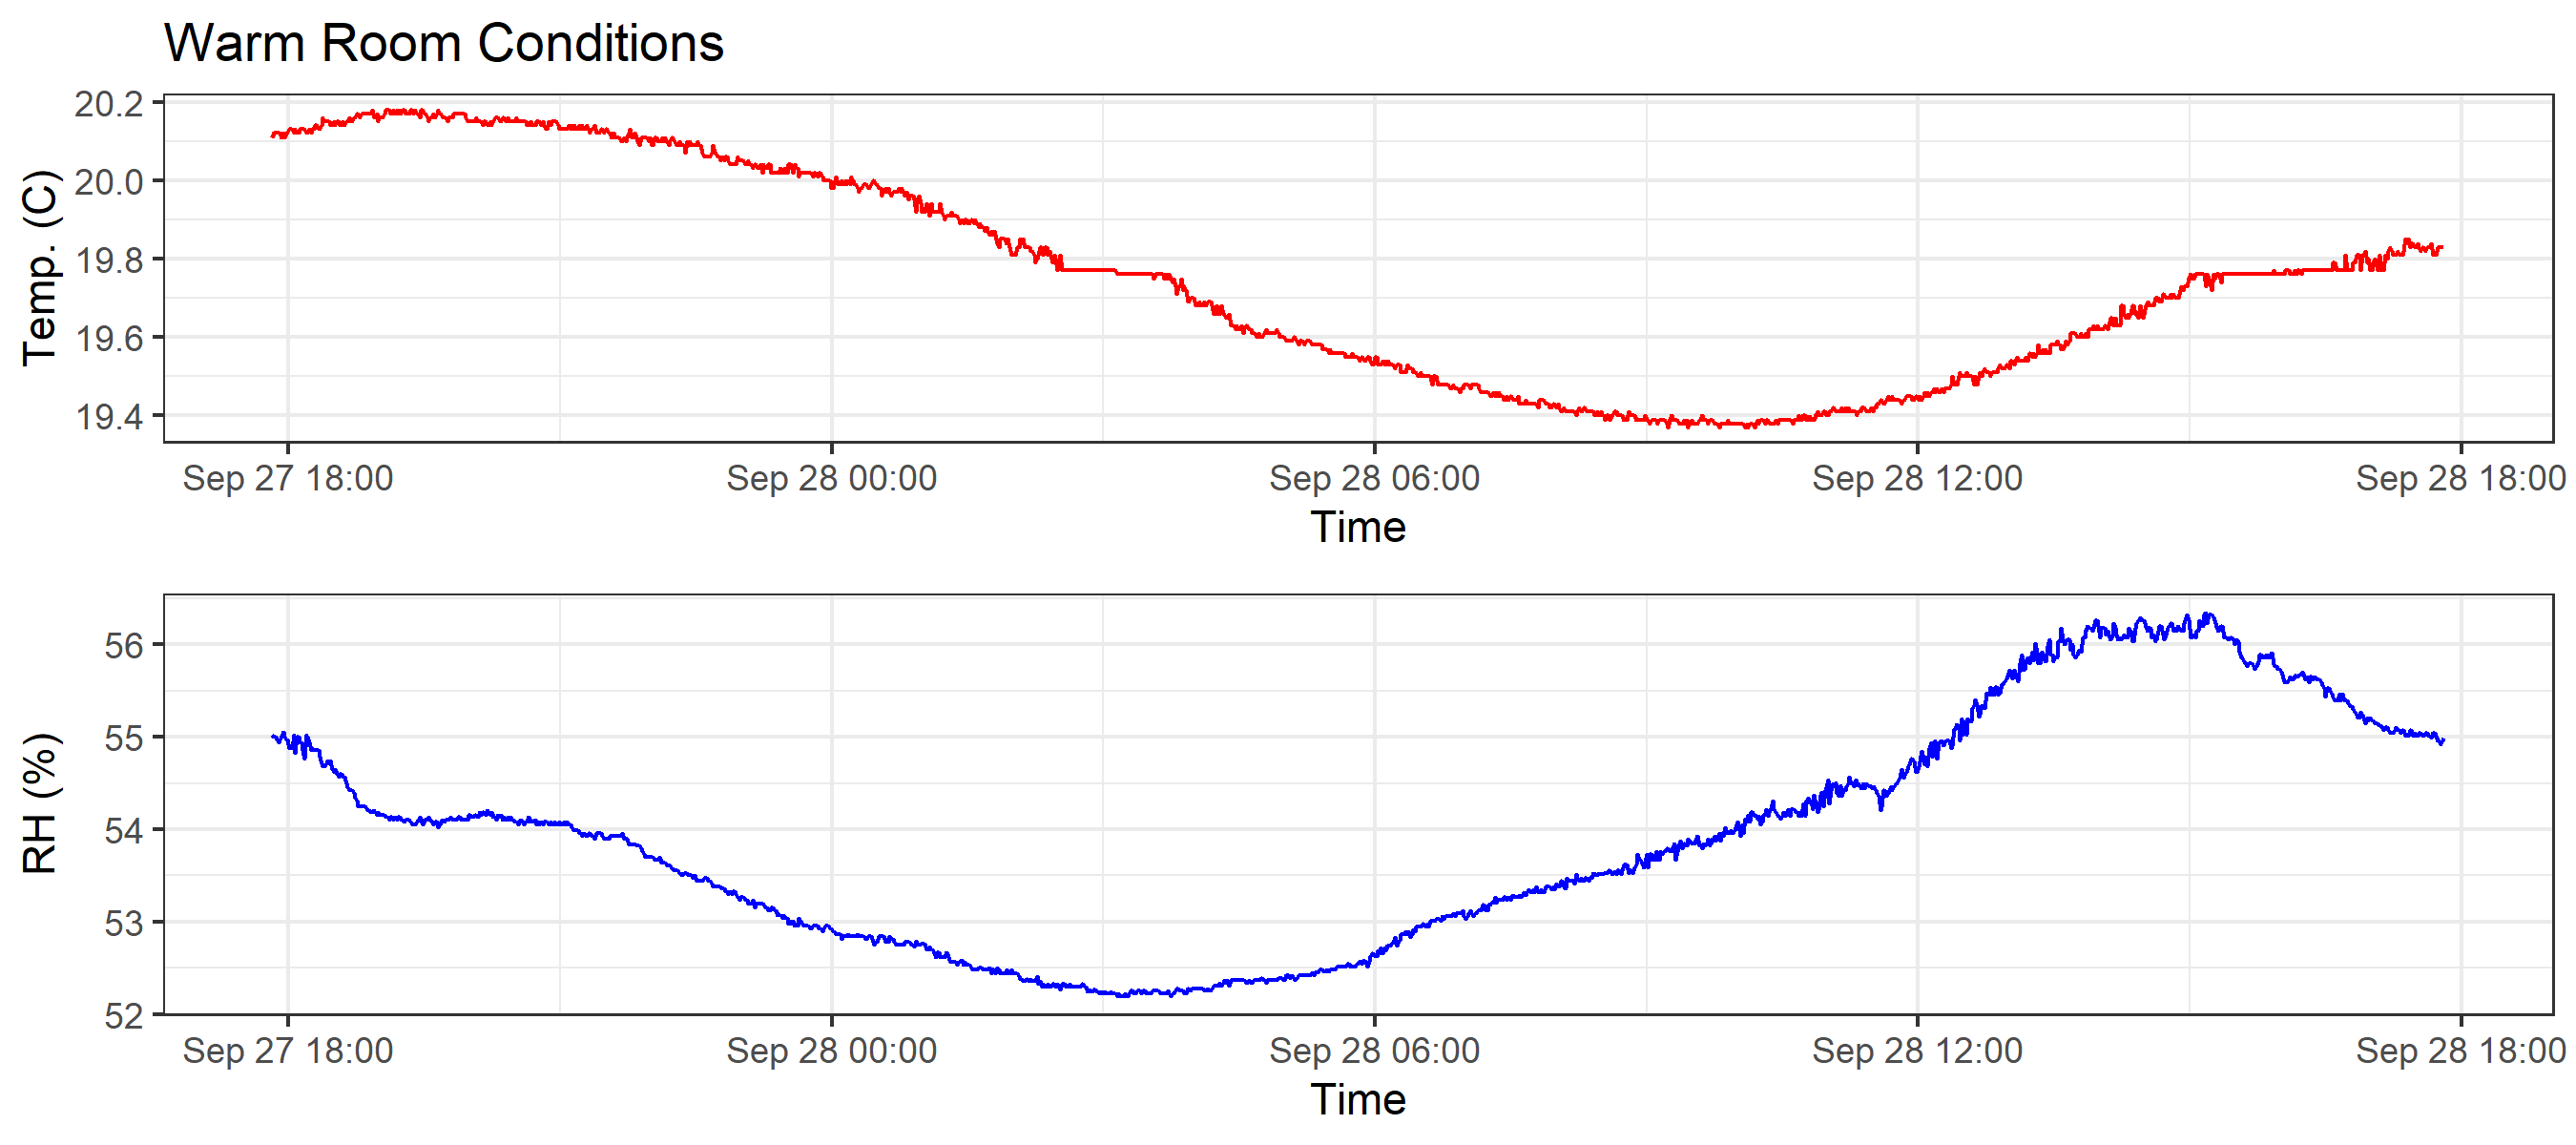 Warm Room Conditions
20.2
20.0
19.8
19.6
19.4
Temp. (C)
Sep 27 18:00 Sep 28 00:00 Sep 28 06:00 Sep 28 12:00 Sep 28 18:00
Time
56
55
54
53
52
RH (%)
Sep 27 18:00 Sep 28 00:00 Sep 28 06:00 Sep 28 12:00 Sep 28 18:00
Time